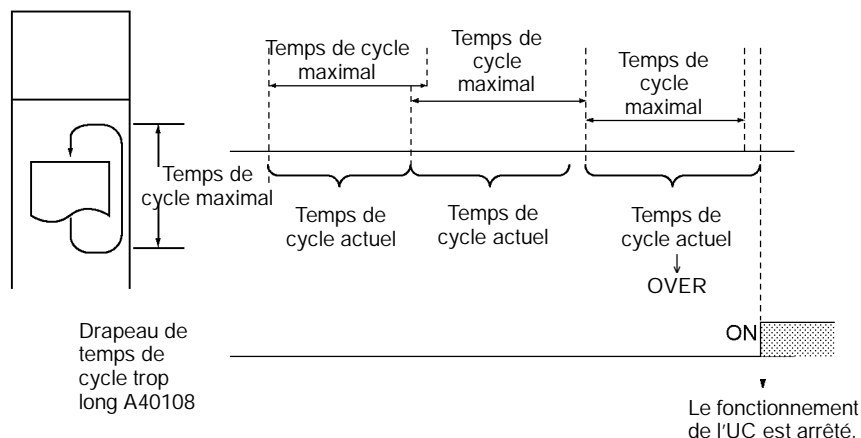 Temps de cycle
maximal
Temps de
cycle
maximal
Temps de
cycle
maximal
Temps de
cycle maximal
Temps de
cycle actuel
Temps de
cycle actuel
Temps de
cycle actuel
OVER
Drapeau de
temps de
cycle trop
long A40108
ON
Le fonctionnement
de l'UC est arrêté.